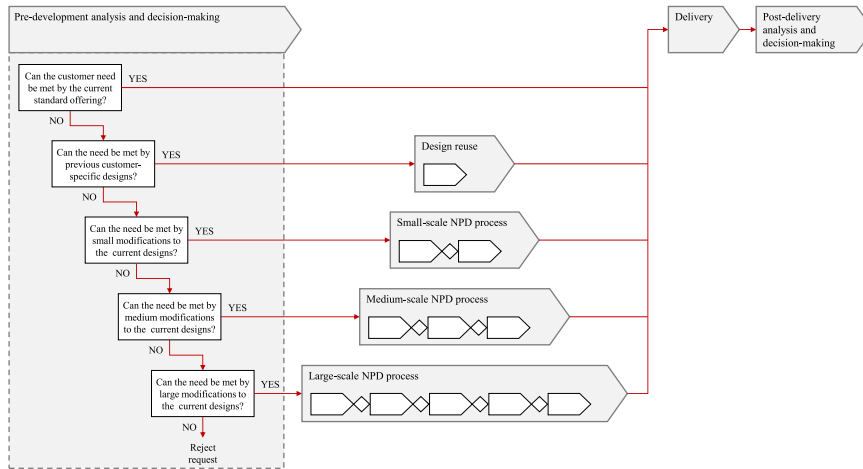 Pre-development analysis and decision-making
Delivery
Post-delivery
analysis and
decision-making
Can the customer need
be met by the current
standard offering?
YES
NO
Can the need be met by
previous customer-
specific designs?
YES
Design reuse
NO
Can the need be met by
small modifications to
the current designs?
YES
Small-scale NPD process
NO
Can the need be met by
medium modifications
to the current designs?
YES
Medium-scale NPD process
NO
Can the need be met by
large modifications to
the current designs?
YES
Large-scale NPD process
NO
Reject
request